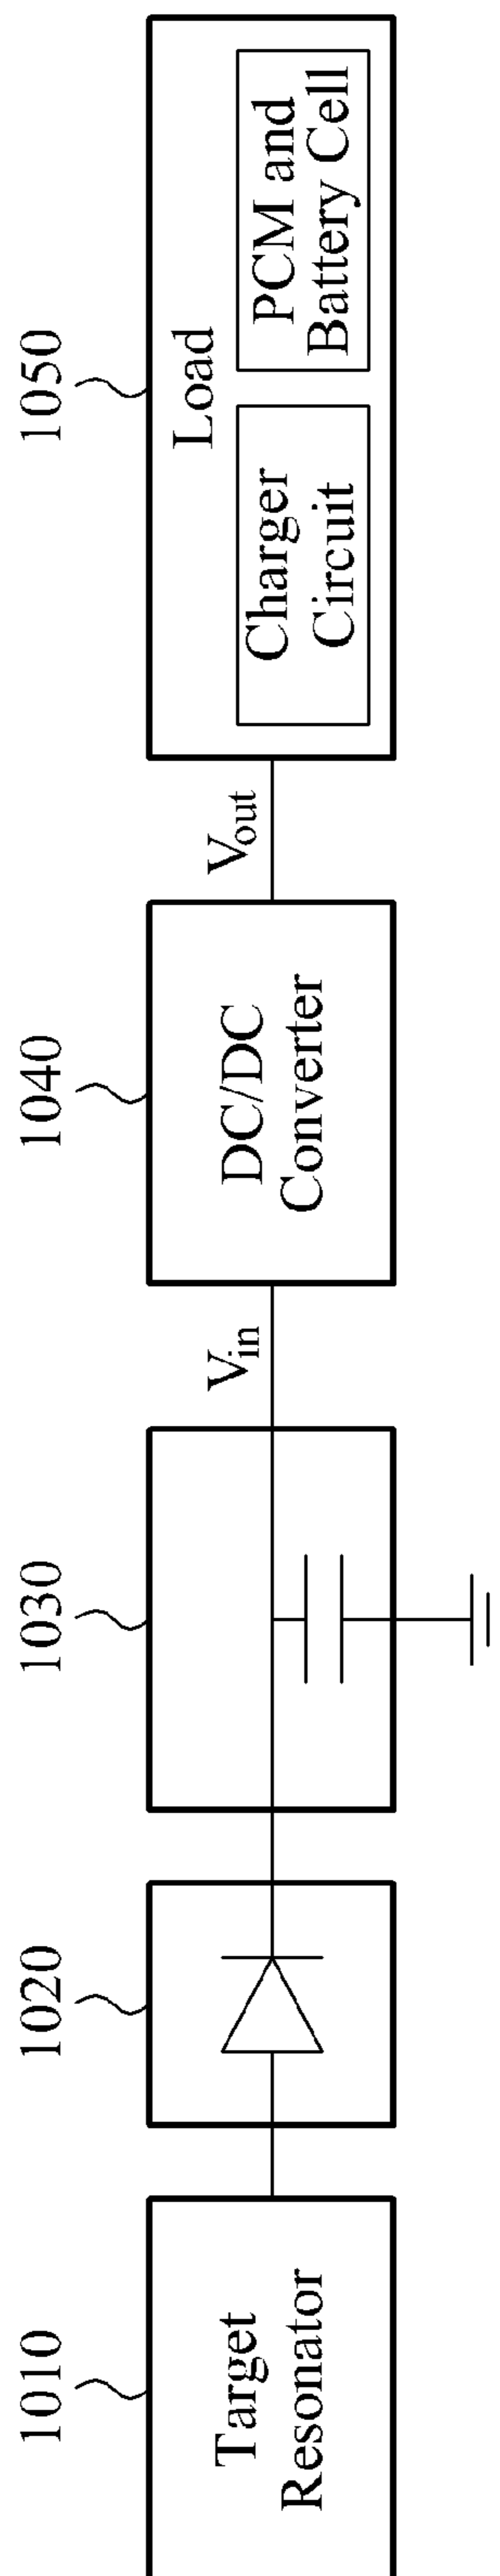 1010
Target
Resonator
1020
1030
V_in
1040
DC/DC
Converter
V_out
1050
Load
Charger
Circuit
PCM and
Battery Cell